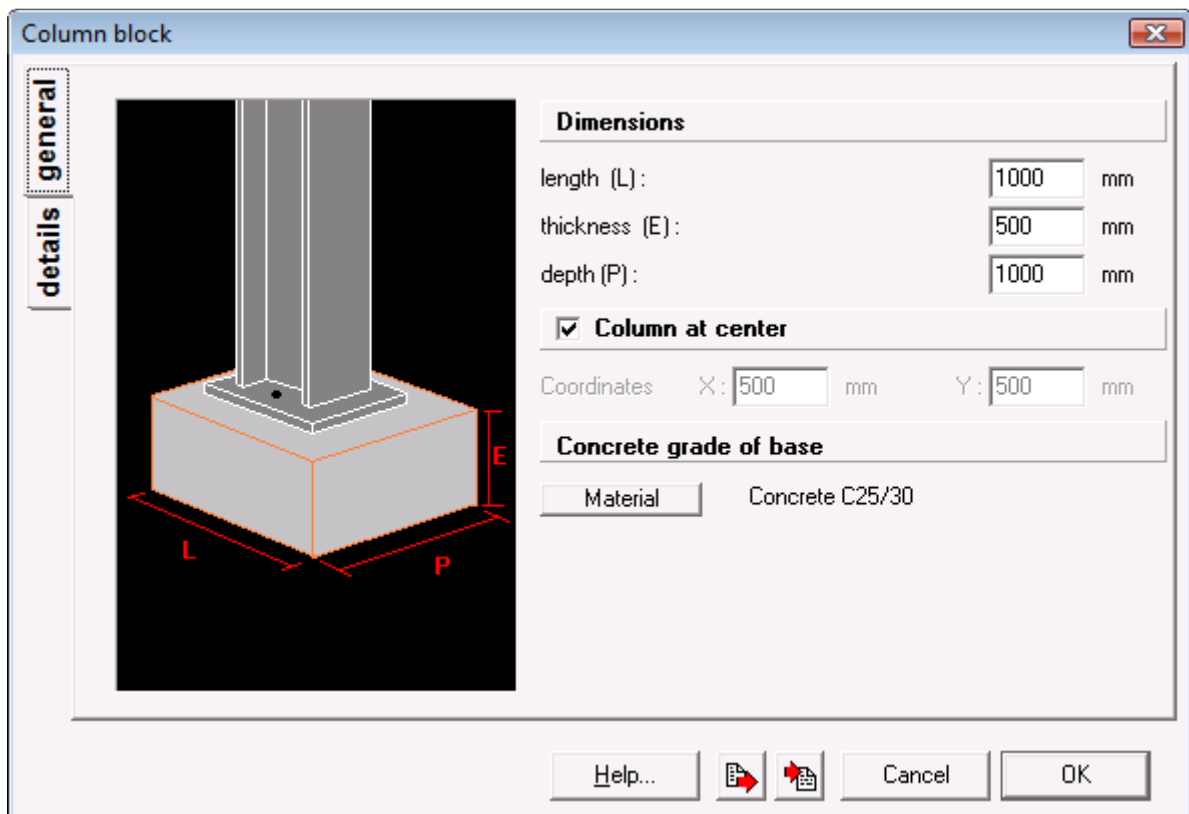 Column block
general
details
Dimensions
length (L) : 1000 mm
thickness (E) : 500 mm
depth (P) : 1000 mm
Column at center
Coordinates X : 500 mm Y : 500 mm
Concrete grade of base
Material Concrete C25/30
E
L
P
Help... Cancel OK